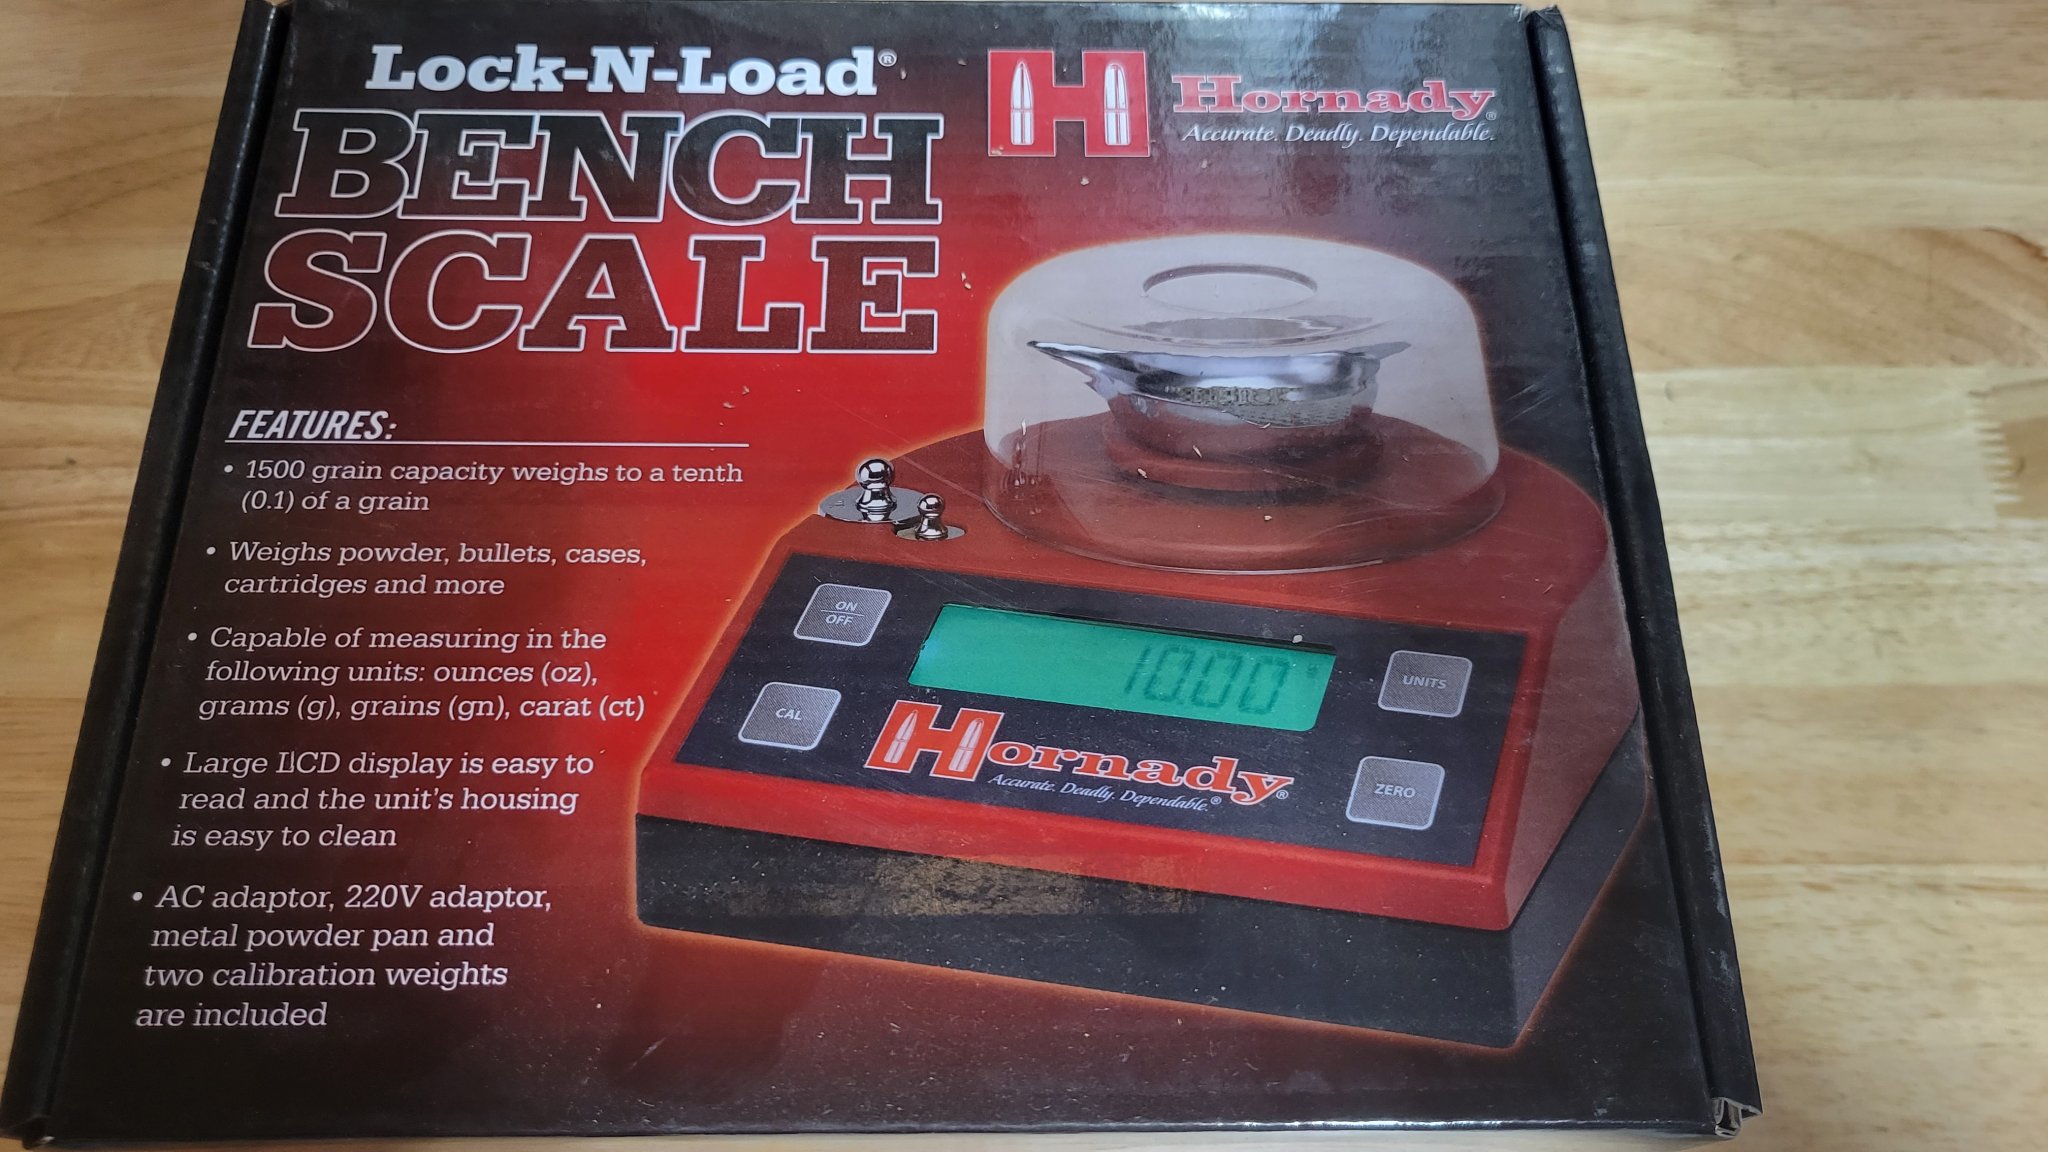 Lock-N-Load®
BENCH
SCALE
H Hornady®
Accurate. Deadly. Dependable.
FEATURES:
• 1500 grain capacity weighs to a tenth
(0.1) of a grain
• Weighs powder, bullets, cases,
cartridges and more
• Capable of measuring in the
following units: ounces (oz),
grams (g), grains (gn), carat (ct)
• Large LCD display is easy to
read and the unit's housing
is easy to clean
• AC adaptor, 220V adaptor,
metal powder pan and
two calibration weights
are included
ON
OFF
CAL
10.00
UNITS
ZERO
Hornady®
Accurate. Deadly. Dependable.®